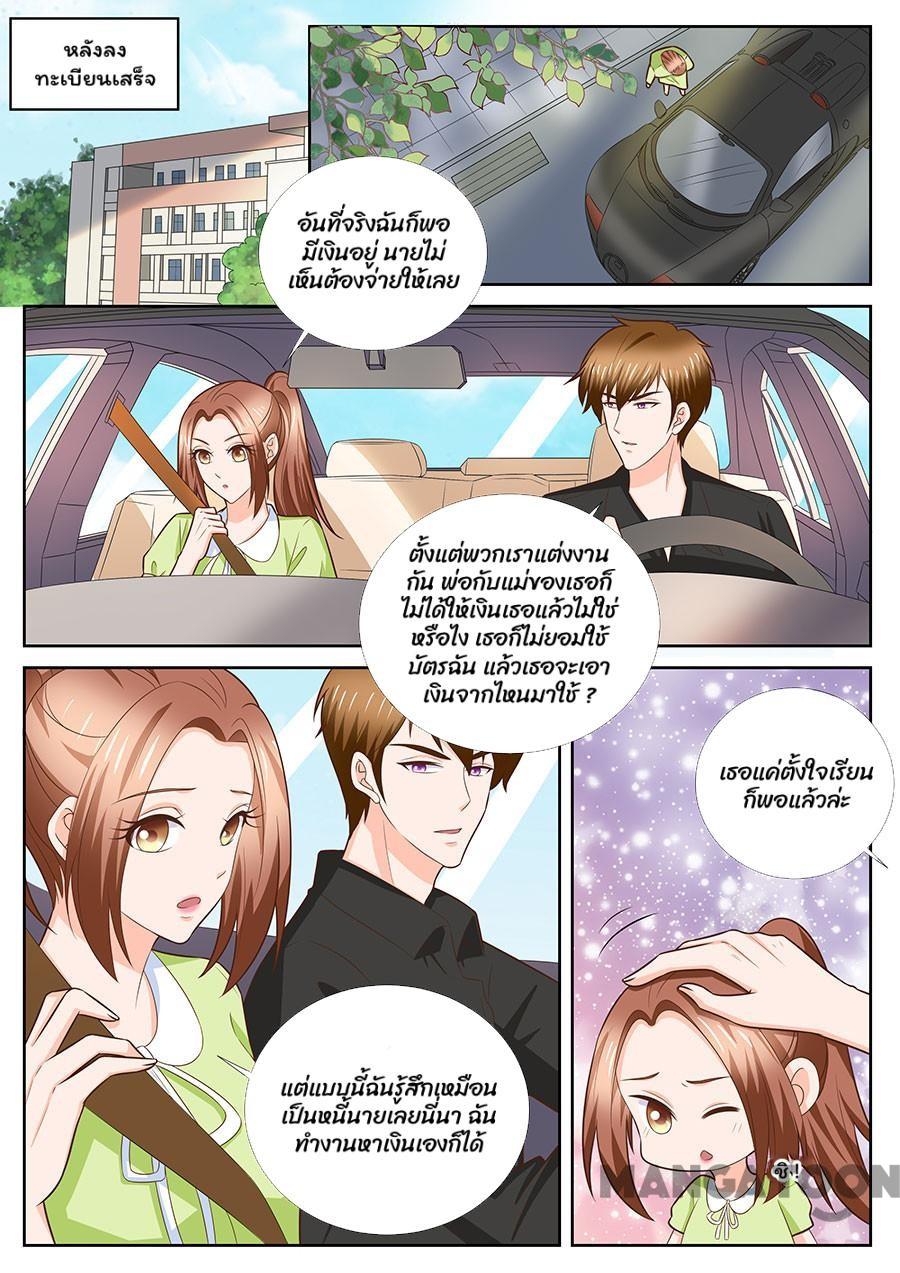 หลังลง
ทะเบียนเสร็จ
อันที่จริงฉันก็พอ
มีเงินอยู่ นายไม่
เห็นต้องจ่ายให้เลย
ตั้งแต่พวกเราแต่งงาน
กัน พ่อกับแม่ของเธอก็
ไม่ได้ให้เงินเธอแล้วไม่ใช่
หรือไง เธอก็ไม่ยอมใช้
บัตรฉัน แล้วเธอจะเอา
เงินจากไหนมาใช้ ?
เธอแค่ตั้งใจเรียน
ก็พอแล้วล่ะ
แต่แบบนี้ฉันรู้สึกเหมือน
เป็นหนี้นายเลยนี่นา ฉัน
ทำงานหาเงินเองก็ได้
ชิ!
MANGATOON